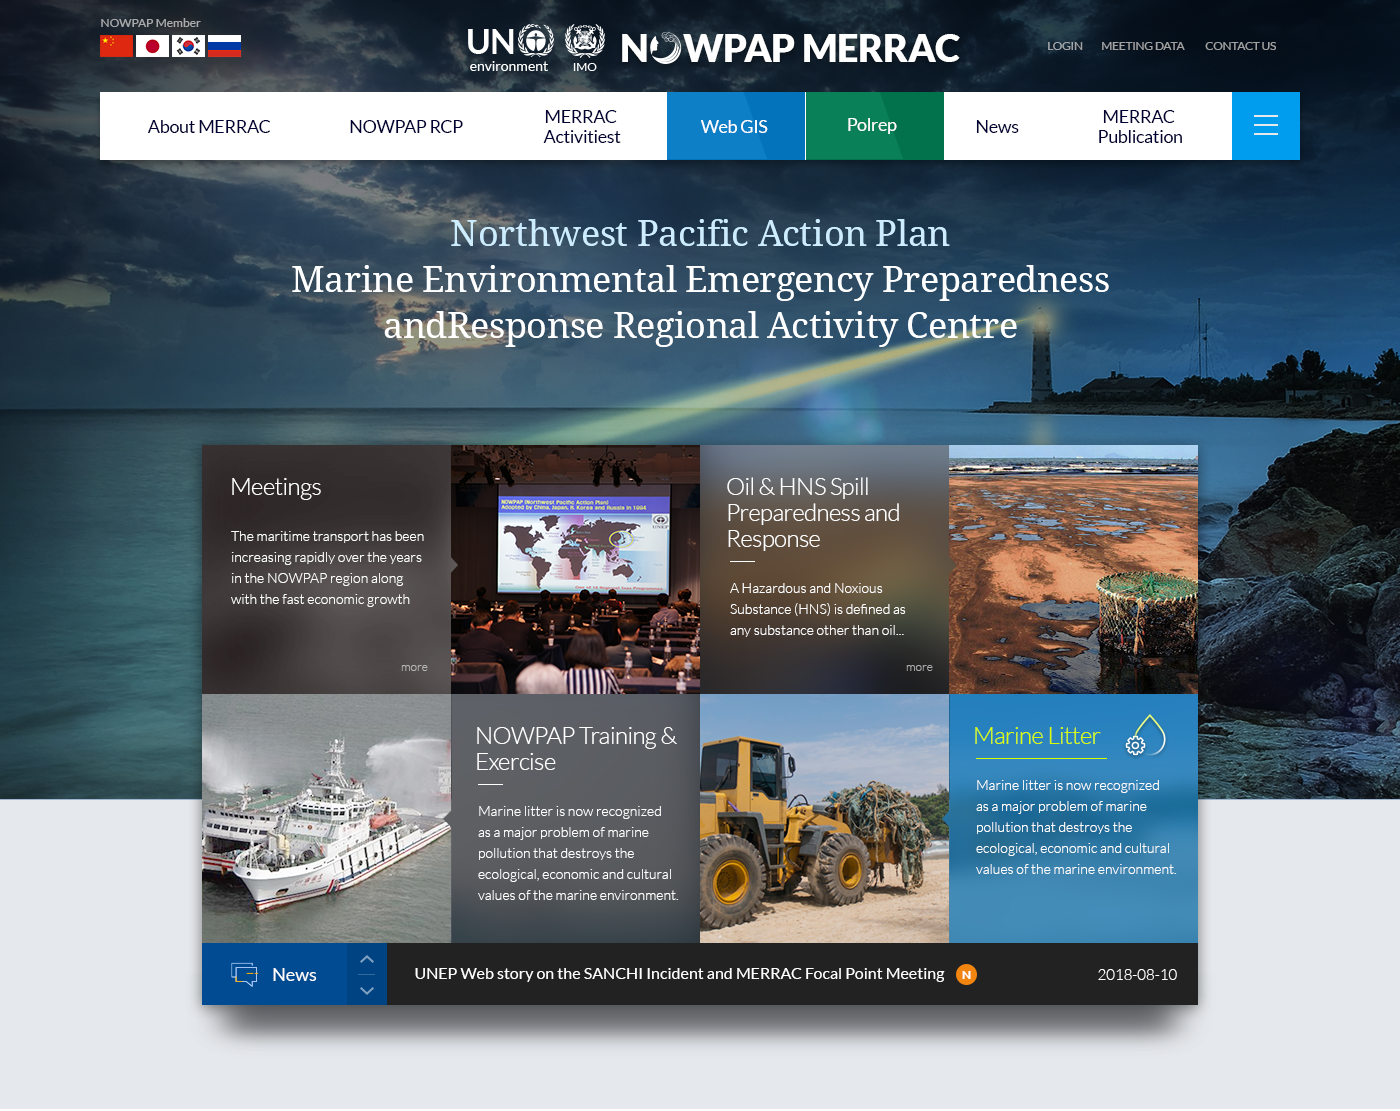 NOWPAP Member
UN
environment
IMO
NOWPAP MERRAC
LOGIN
MEETING DATA
CONTACT US
About MERRAC
NOWPAP RCP
MERRAC
Activitiest
Web GIS
Polrep
News
MERRAC
Publication
Northwest Pacific Action Plan
Marine Environmental Emergency Preparedness
andResponse Regional Activity Centre
Meetings
The maritime transport has been
increasing rapidly over the years
in the NOWPAP region along
with the fast economic growth
more
NOWPAP (Northwest Pacific Action Plan)
Adopted by China, Japan, R. Korea and Russia in 1994
UNEP
Oil & HNS Spill
Preparedness and
Response
A Hazardous and Noxious
Substance (HNS) is defined as
any substance other than oil...
more
NOWPAP Training &
Exercise
Marine litter is now recognized
as a major problem of marine
pollution that destroys the
ecological, economic and cultural
values of the marine environment.
Marine Litter
Marine litter is now recognized
as a major problem of marine
pollution that destroys the
ecological, economic and cultural
values of the marine environment.
News
UNEP Web story on the SANCHI Incident and MERRAC Focal Point Meeting
N
2018-08-10